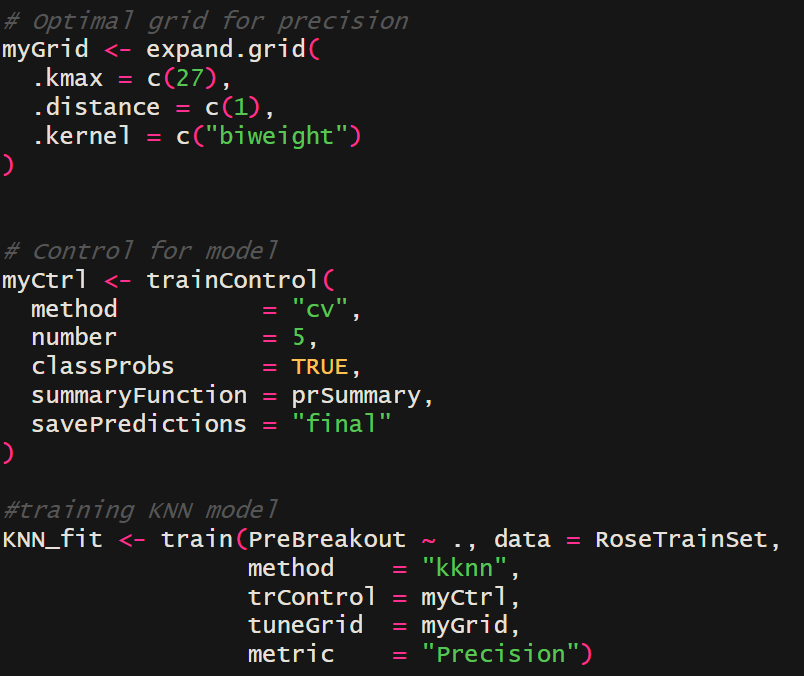 # Optimal grid for precision
myGrid <- expand.grid(
  .kmax = c(27),
  .distance = c(1),
  .kernel = c("biweight")
)
# Control for model
myCtrl <- trainControl(
  method          = "cv",
  number          = 5,
  classProbs      = TRUE,
  summaryFunction = prSummary,
  savePredictions = "final"
)
#training KNN model
KNN_fit <- train(PreBreakout ~ ., data = RoseTrainSet,
                 method    = "kknn",
                 trControl = myCtrl,
                 tuneGrid  = myGrid,
                 metric    = "Precision")